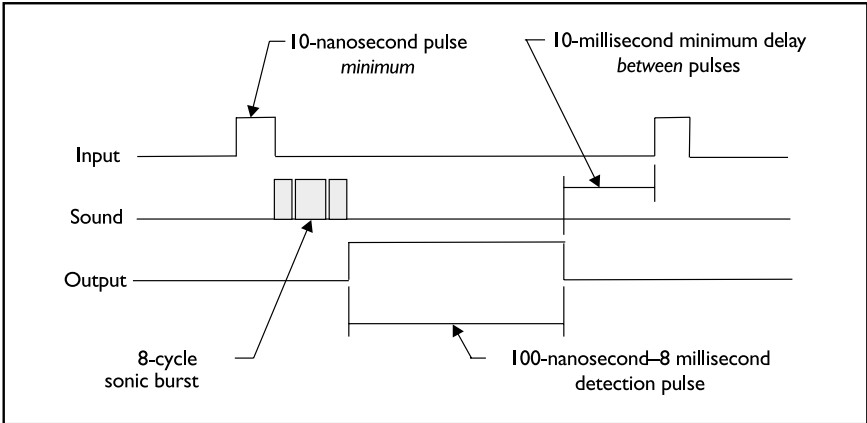 10-nanosecond pulse
minimum
10-millisecond minimum delay
between pulses
Input
Sound
Output
8-cycle
sonic burst
100-nanosecond–8 millisecond
detection pulse